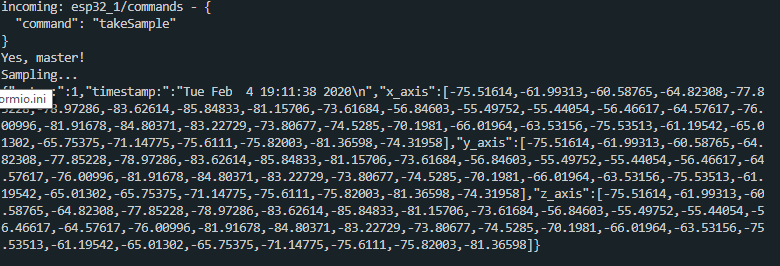 incoming: esp32_1/commands - {
"command": "takeSample"
}
Yes, master!
Sampling...
:":1,"timestamp:":"Tue Feb  4 19:11:38 2020\n","x_axis":[-75.51614,-61.99313,-60.58765,-64.82308,-77.8
ormio.ini
5228,-78.97286,-83.62614,-85.84833,-81.15706,-73.61684,-56.84603,-55.49752,-55.44054,-56.46617,-64.57617,-76.
00996,-81.91678,-84.80371,-83.22729,-73.80677,-74.5285,-70.1981,-66.01964,-63.53156,-75.53513,-61.19542,-65.0
1302,-65.75375,-71.14775,-75.6111,-75.82003,-81.36598,-74.31958],"y_axis":[-75.51614,-61.99313,-60.58765,-64.
82308,-77.85228,-78.97286,-83.62614,-85.84833,-81.15706,-73.61684,-56.84603,-55.49752,-55.44054,-56.46617,-64
.57617,-76.00996,-81.91678,-84.80371,-83.22729,-73.80677,-74.5285,-70.1981,-66.01964,-63.53156,-75.53513,-61.
19542,-65.01302,-65.75375,-71.14775,-75.6111,-75.82003,-81.36598,-74.31958],"z_axis":[-75.51614,-61.99313,-60
.58765,-64.82308,-77.85228,-78.97286,-83.62614,-85.84833,-81.15706,-73.61684,-56.84603,-55.49752,-55.44054,-5
6.46617,-64.57617,-76.00996,-81.91678,-84.80371,-83.22729,-73.80677,-74.5285,-70.1981,-66.01964,-63.53156,-75
.53513,-61.19542,-65.01302,-65.75375,-71.14775,-75.6111,-75.82003,-81.36598]}